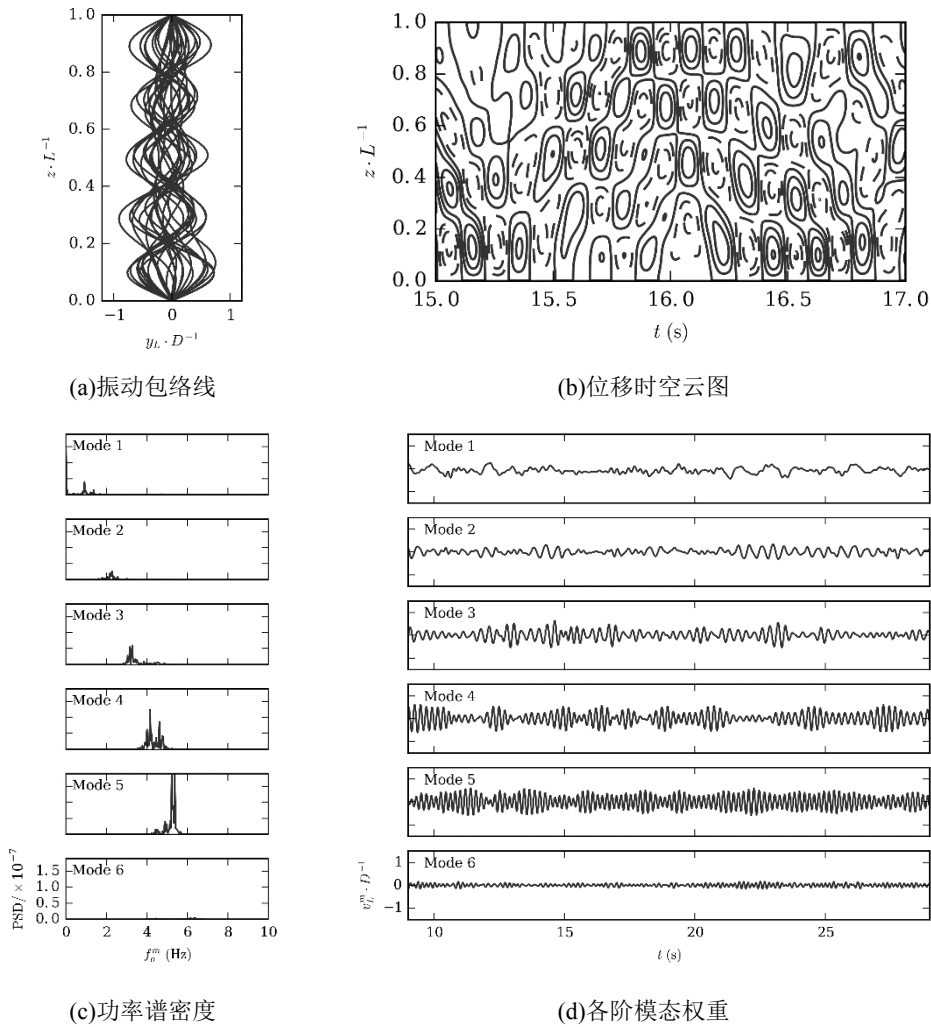 1.0
0.8
0.6
0.4
0.2
0.0
z · L⁻¹
−1 0 1
y_L · D⁻¹
(a)振动包络线
1.0
0.8
0.6
0.4
0.2
0.0
z · L⁻¹
15.0 15.5 16.0 16.5 17.0
t (s)
(b)位移时空云图
Mode 1
Mode 2
Mode 3
Mode 4
Mode 5
Mode 6
1.5
1.0
0.5
0.0
PSD/×10⁻⁷
0 2 4 6 8 10
(Hz)
(c)功率谱密度
Mode 1
Mode 2
Mode 3
Mode 4
Mode 5
Mode 6
1
0
−1
· D⁻¹
10 15 20 25
t (s)
(d)各阶模态权重